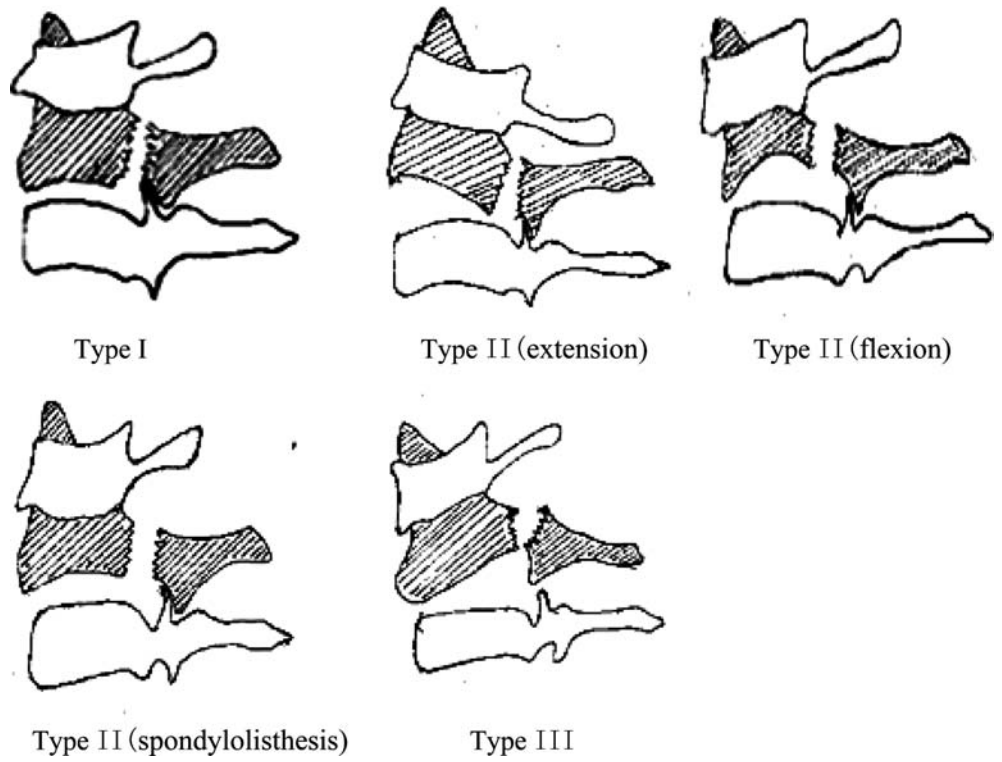 Type I
Type II (extension)
Type II (flexion)
Type II (spondylolisthesis)
Type III